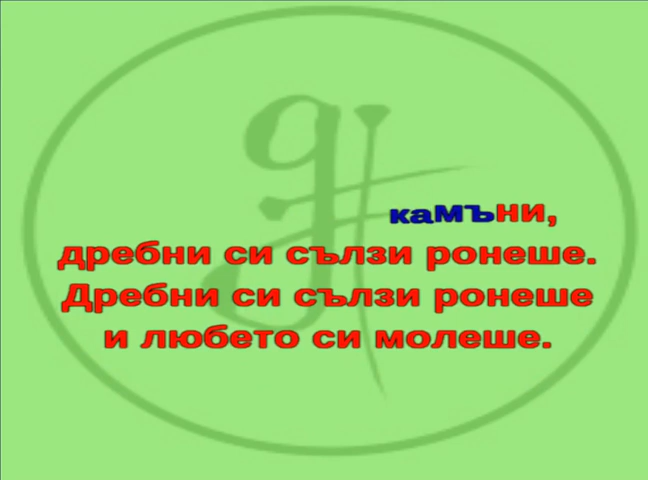 камъни,
дребни си сълзи ронеше.
Дребни си сълзи ронеше
и любето си молеше.